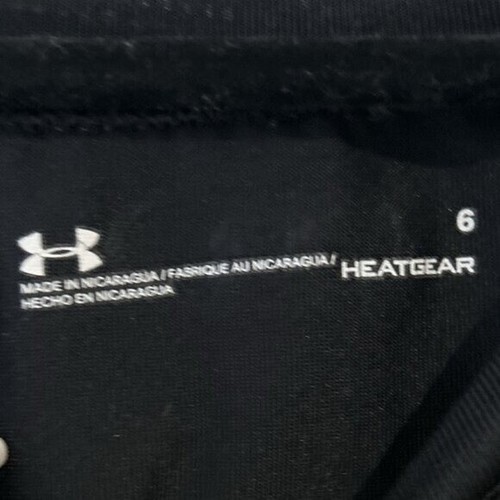 6
MADE IN NICARAGUA / FABRIQUE AU NICARAGUA /
HECHO EN NICARAGUA
HEATGEAR